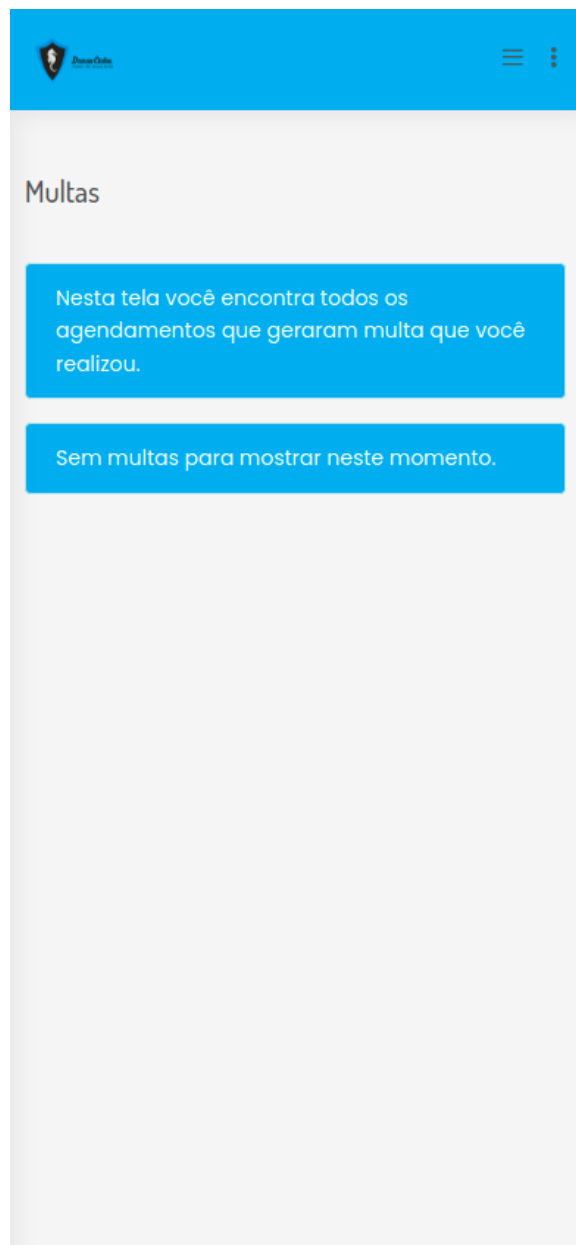 Multas
Nesta tela você encontra todos os
agendamentos que geraram multa que você
realizou.
Sem multas para mostrar neste momento.